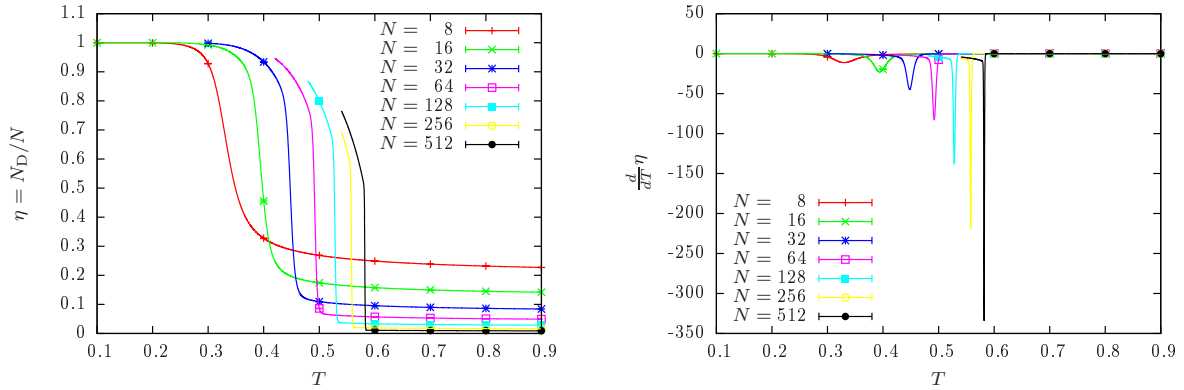 1.1
1
0.9
0.8
0.7
0.6
0.5
0.4
0.3
0.2
0.1
0
0.1 0.2 0.3 0.4 0.5 0.6 0.7 0.8 0.9
η = N_D/N
T
N = 8
N = 16
N = 32
N = 64
N = 128
N = 256
N = 512
50
0
-50
-100
-150
-200
-250
-300
-350
0.1 0.2 0.3 0.4 0.5 0.6 0.7 0.8 0.9
d/dT η
T
N = 8
N = 16
N = 32
N = 64
N = 128
N = 256
N = 512